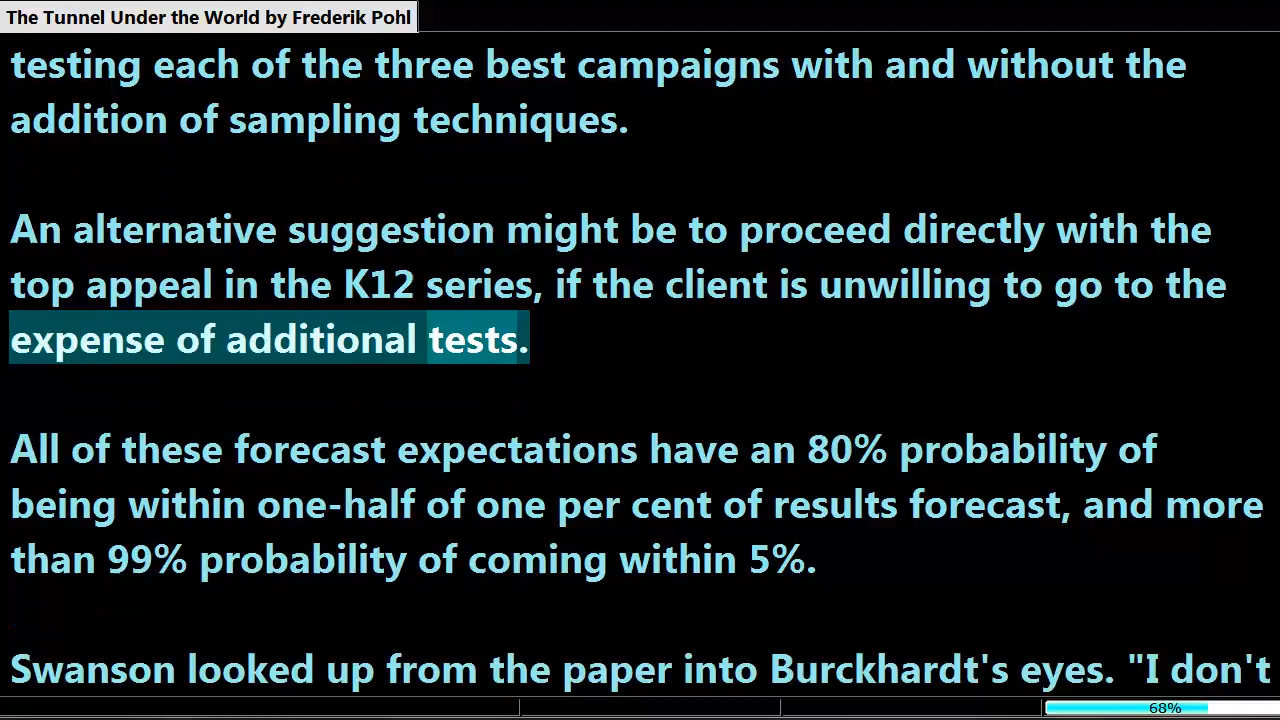 The Tunnel Under the World by Frederik Pohl
testing each of the three best campaigns with and without the
addition of sampling techniques.
An alternative suggestion might be to proceed directly with the
top appeal in the K12 series, if the client is unwilling to go to the
expense of additional tests.
All of these forecast expectations have an 80% probability of
being within one-half of one per cent of results forecast, and more
than 99% probability of coming within 5%.
Swanson looked up from the paper into Burckhardt's eyes. "I don't
68%